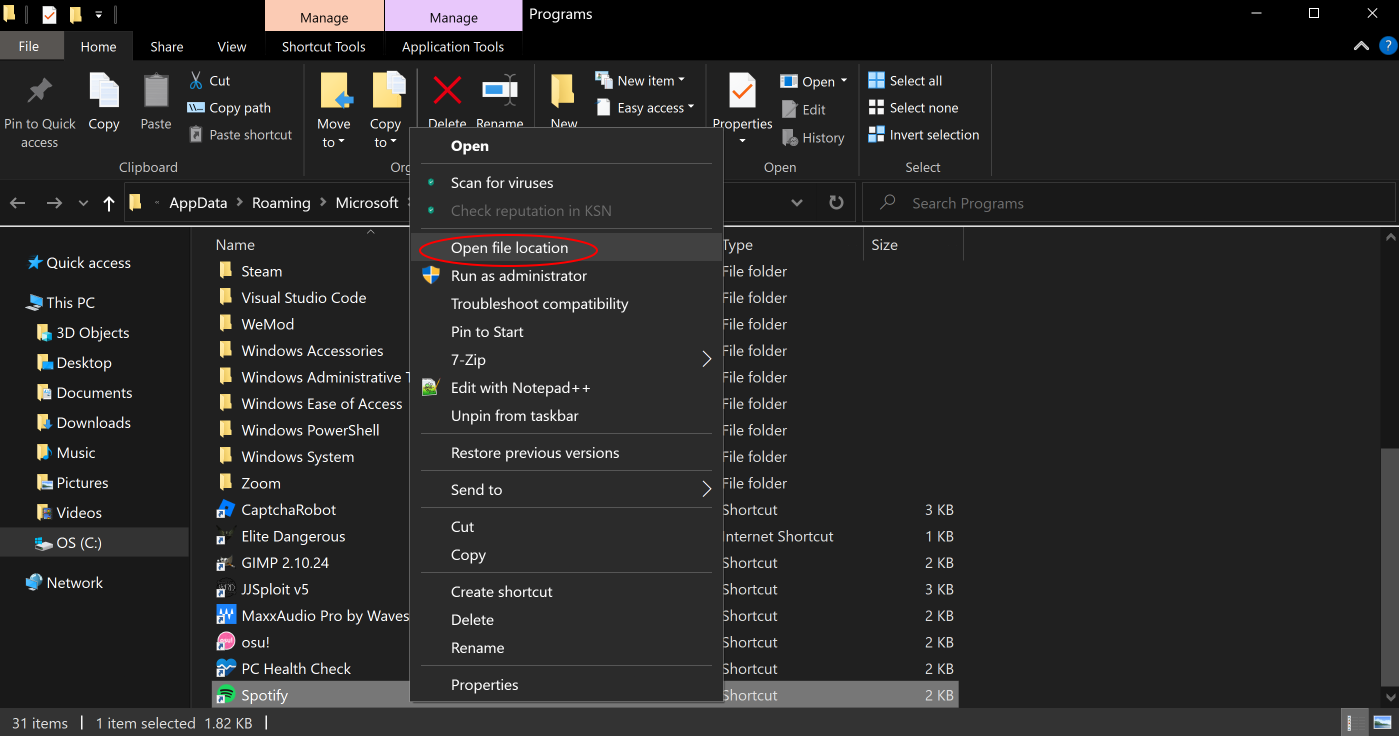 Manage
Manage
Programs
File
Home
Share
View
Shortcut Tools
Application Tools
?
Pin to Quick
access
Copy
Paste
Cut
Copy path
Paste shortcut
Clipboard
Move
to
Copy
to
Delete
Rename
Org
New
New item
Easy access
Properties
Open
Edit
History
Open
Select all
Select none
Invert selection
Select
AppData
Roaming
Microsoft
Search Programs
Quick access
This PC
3D Objects
Desktop
Documents
Downloads
Music
Pictures
Videos
OS (C:)
Network
Name
Type
Size
Steam
File folder
Visual Studio Code
File folder
WeMod
File folder
Windows Accessories
File folder
Windows Administrative T
File folder
Windows Ease of Access
File folder
Windows PowerShell
File folder
Windows System
File folder
Zoom
File folder
CaptchaRobot
Shortcut
3 KB
Elite Dangerous
Internet Shortcut
1 KB
GIMP 2.10.24
Shortcut
2 KB
JJSploit v5
Shortcut
3 KB
MaxxAudio Pro by Waves
Shortcut
2 KB
osu!
Shortcut
2 KB
PC Health Check
Shortcut
2 KB
Spotify
Shortcut
2 KB
Open
Scan for viruses
Check reputation in KSN
Open file location
Run as administrator
Troubleshoot compatibility
Pin to Start
7-Zip
Edit with Notepad++
Unpin from taskbar
Restore previous versions
Send to
Cut
Copy
Create shortcut
Delete
Rename
Properties
31 items
1 item selected 1.82 KB